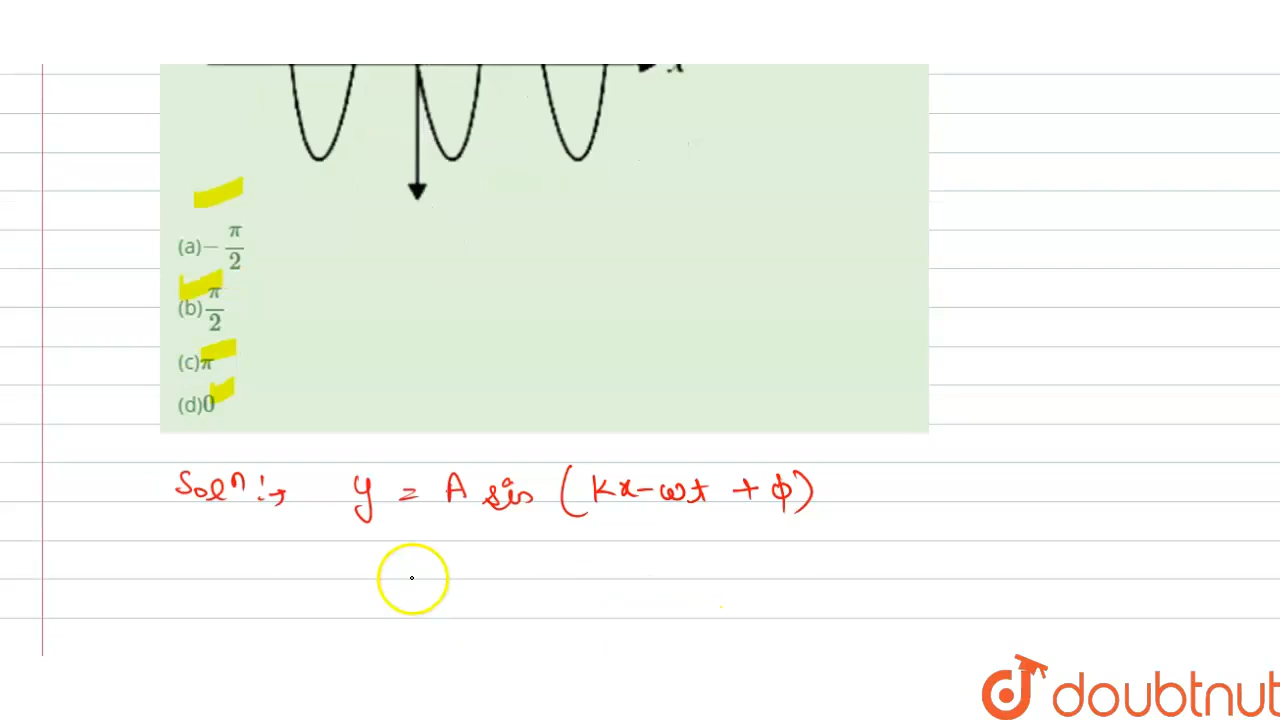 x
(a) −π/2
(b) π/2
(c) π
(d) 0
Solⁿ :→ y = A sin (kx − ωt + φ)
doubtnut